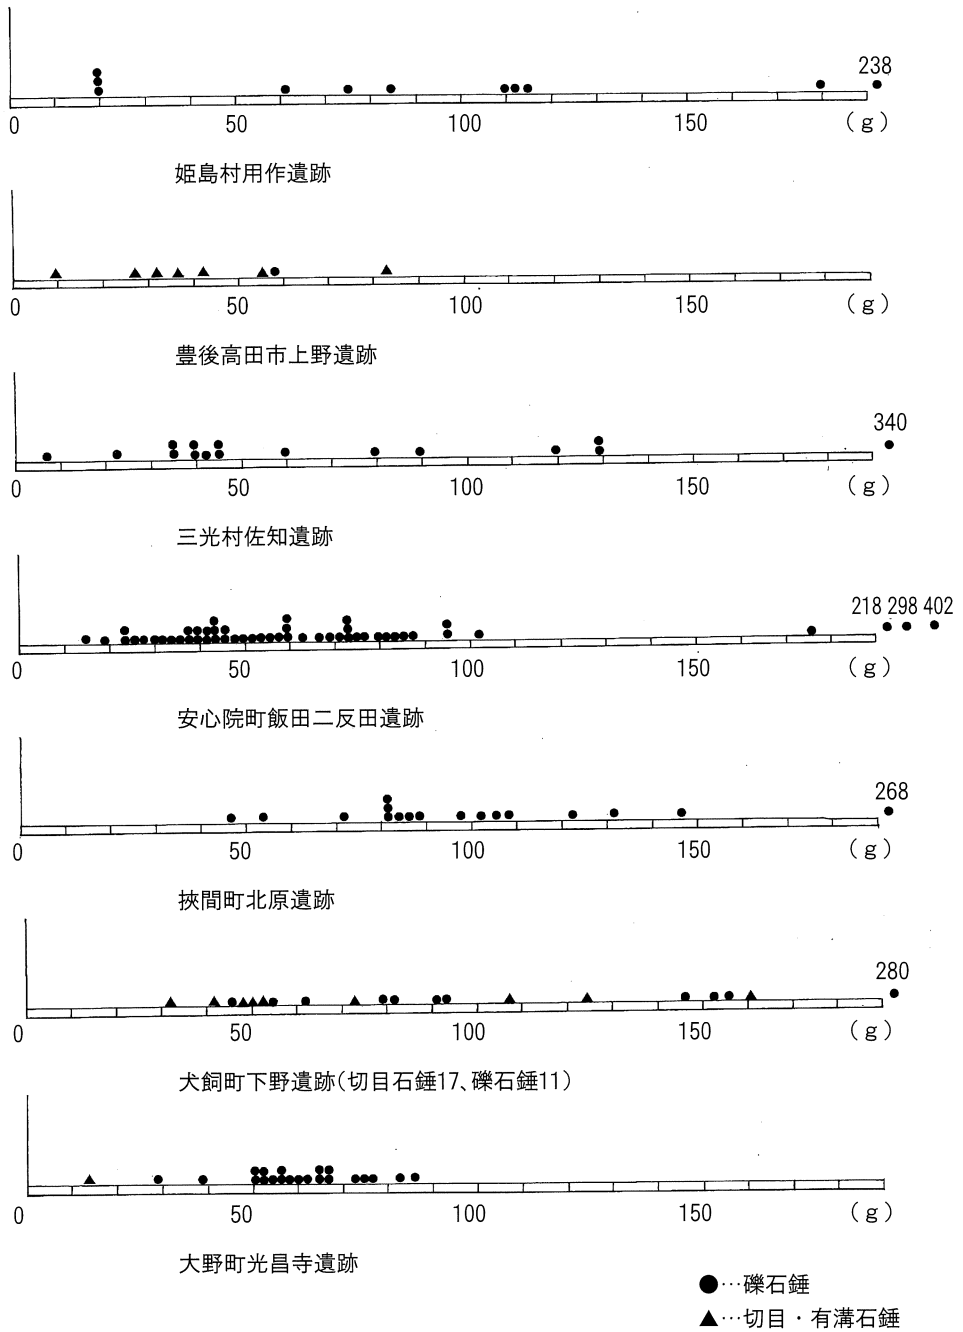 238
0 50 100 150 (g)
姫島村用作遺跡
0 50 100 150 (g)
豊後高田市上野遺跡
340
0 50 100 150 (g)
三光村佐知遺跡
218 298 402
0 50 100 150 (g)
安心院町飯田二反田遺跡
268
0 50 100 150 (g)
挾間町北原遺跡
280
0 50 100 150 (g)
犬飼町下野遺跡(切目石錘17、礫石錘11)
0 50 100 150 (g)
大野町光昌寺遺跡
●…礫石錘
▲…切目・有溝石錘